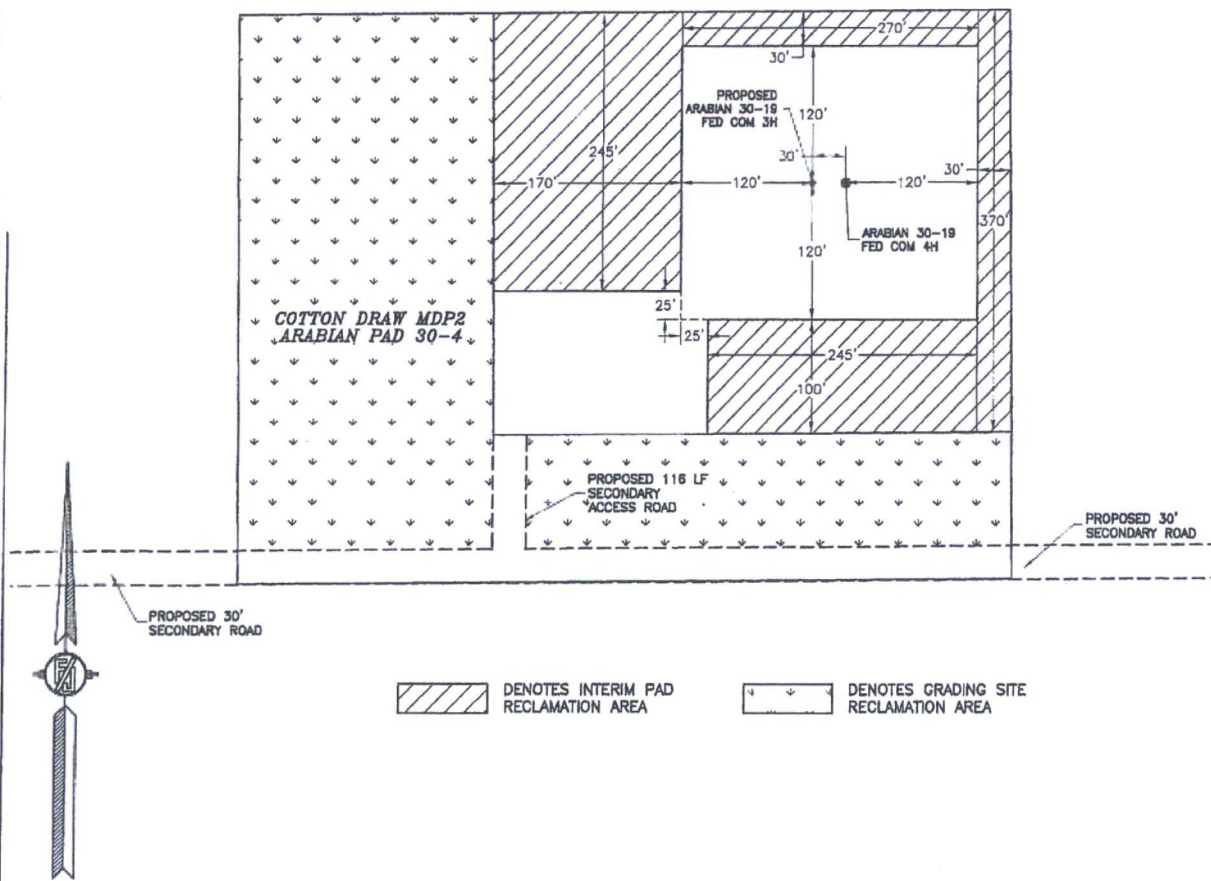 270'
30'
PROPOSED
ARABIAN 30-19
FED COM 3H
120'
245'
30'
170'
120'
120'
30'
370'
ARABIAN 30-19
FED COM 4H
120'
25'
COTTON DRAW MDP2
ARABIAN PAD 30-4
25'
245'
100'
PROPOSED 116 LF
SECONDARY
ACCESS ROAD
PROPOSED 30'
SECONDARY ROAD
PROPOSED 30'
SECONDARY ROAD
DENOTES INTERIM PAD
RECLAMATION AREA
DENOTES GRADING SITE
RECLAMATION AREA